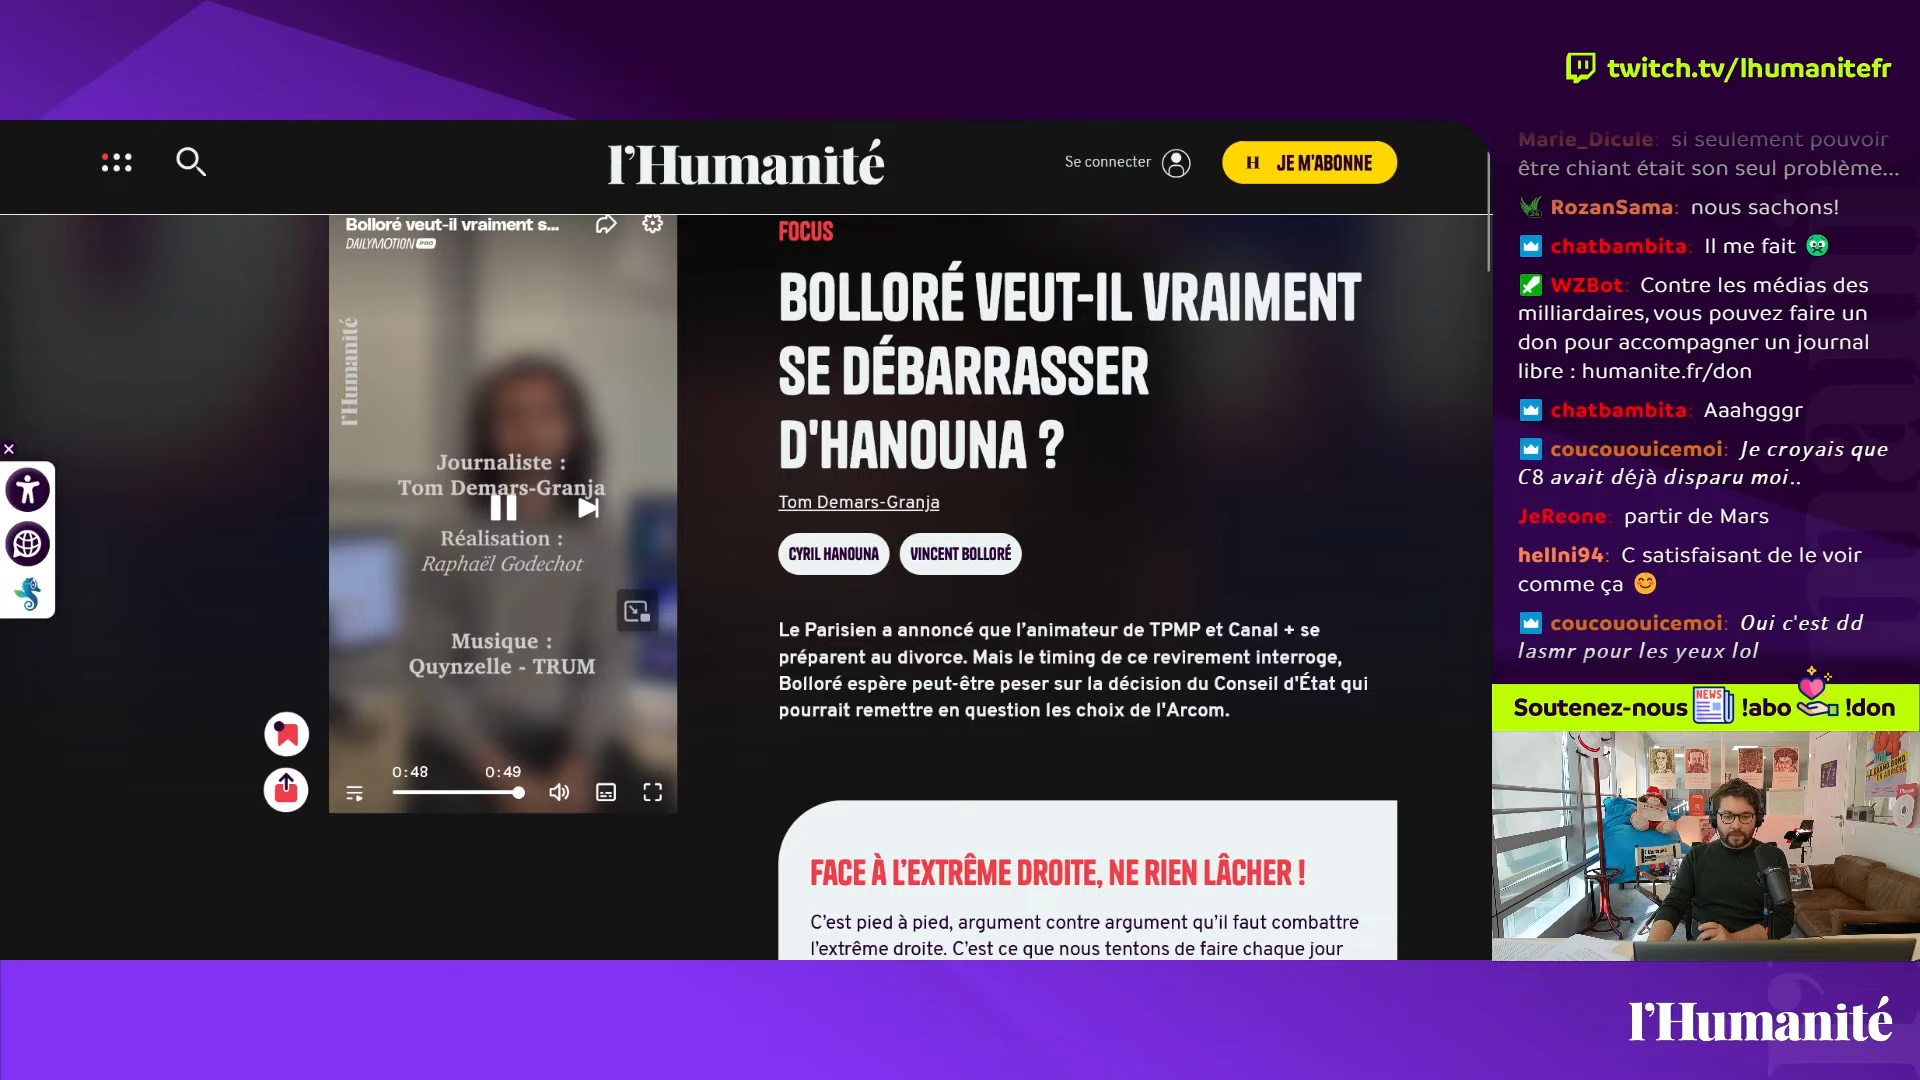 twitch.tv/lhumanitefr
l'Humanité
Se connecter
H JE M'ABONNE
Bolloré veut-il vraiment s...
DAILYMOTION PRO
l'Humanité
Journaliste :
Tom Demars-Granja
Réalisation :
Raphaël Godechot
Musique :
Quynzelle - TRUM
0:48
0:49
FOCUS
BOLLORÉ VEUT-IL VRAIMENT
SE DÉBARRASSER
D'HANOUNA ?
Tom Demars-Granja
CYRIL HANOUNA
VINCENT BOLLORÉ
Le Parisien a annoncé que l’animateur de TPMP et Canal + se
préparent au divorce. Mais le timing de ce revirement interroge,
Bolloré espère peut-être peser sur la décision du Conseil d'État qui
pourrait remettre en question les choix de l'Arcom.
FACE À L’EXTRÊME DROITE, NE RIEN LÂCHER !
C’est pied à pied, argument contre argument qu’il faut combattre
l’extrême droite. C’est ce que nous tentons de faire chaque jour
Marie_Dicule: si seulement pouvoir
être chiant était son seul problème...
RozanSama: nous sachons!
chatbambita: Il me fait
WZBot: Contre les médias des
milliardaires, vous pouvez faire un
don pour accompagner un journal
libre : humanite.fr/don
chatbambita: Aaahgggr
coucououicemoi: Je croyais que
C8 avait déjà disparu moi..
JeReone: partir de Mars
hellni94: C satisfaisant de le voir
comme ça
coucououicemoi: Oui c'est dd
lasmr pour les yeux lol
Soutenez-nous NEWS !abo !don
l'Humanité